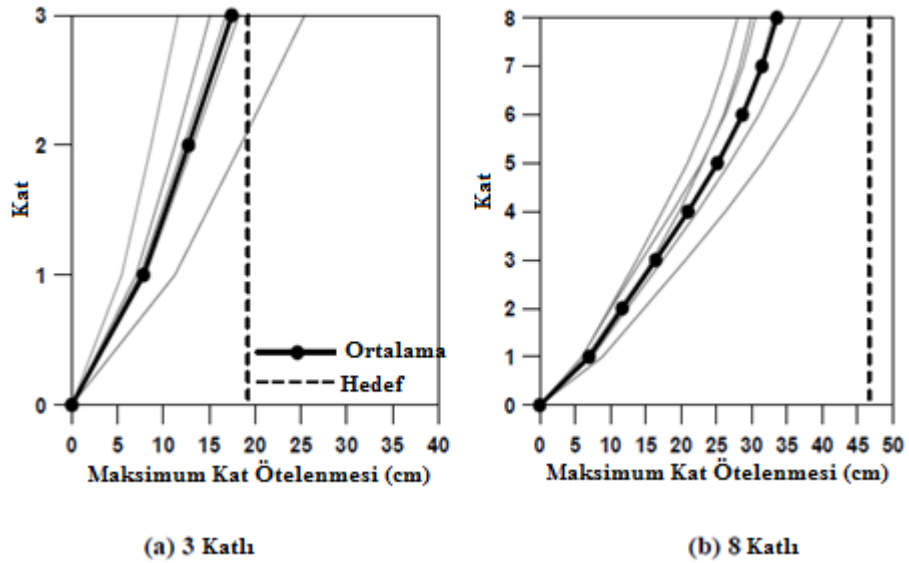 3
2
1
0
Kat
Ortalama
Hedef
0 5 10 15 20 25 30 35 40
Maksimum Kat Ötelenmesi (cm)
(a) 3 Katlı
8
7
6
5
4
3
2
1
0
Kat
0 5 10 15 20 25 30 35 40 45 50
Maksimum Kat Ötelenmesi (cm)
(b) 8 Katlı